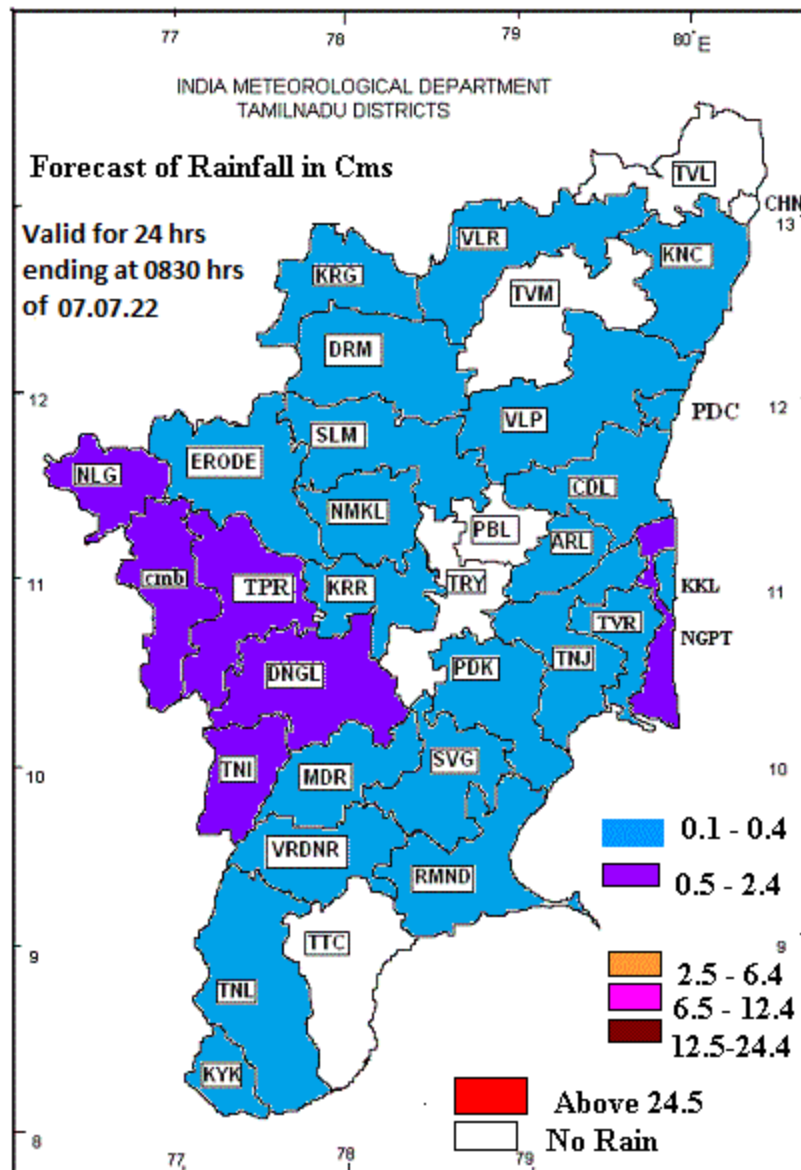 77 78 79 80°E
INDIA METEOROLOGICAL DEPARTMENT
TAMILNADU DISTRICTS
Forecast of Rainfall in Cms
TVL
CHN
13
Valid for 24 hrs
ending at 0830 hrs
of 07.07.22
VLR
KNC
KRG
TVM
DRM
12
12
PDC
VLP
SLM
ERODE
NLG
CDL
NMKL
PBL
ARL
11
cmb
TPR
KRR
TRY
KKL
11
TVR
NGPT
DNGL
PDK
TNJ
10
TNI
MDR
SVG
10
0.1 - 0.4
VRDNR
RMND
0.5 - 2.4
9
TTC
9
2.5 - 6.4
TNL
6.5 - 12.4
12.5-24.4
KYK
Above 24.5
8
No Rain
77 78 79